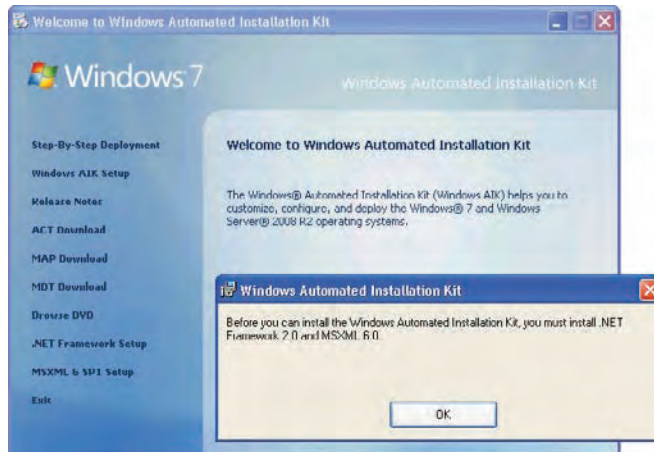 Welcome to Windows Automated Installation Kit
Windows 7
Windows Automated Installation Kit
Step-By-Step Deployment
Windows AIK Setup
Release Notes
ACT Download
MAP Download
MDT Download
Browse DVD
.NET Framework Setup
MSXML 6 SP1 Setup
Exit
Welcome to Windows Automated Installation Kit
The Windows® Automated Installation Kit (Windows AIK) helps you to
customize, configure, and deploy the Windows® 7 and Windows
Server® 2008 R2 operating systems.
Windows Automated Installation Kit
Before you can install the Windows Automated Installation Kit, you must install .NET
Framework 2.0 and MSXML 6.0.
OK